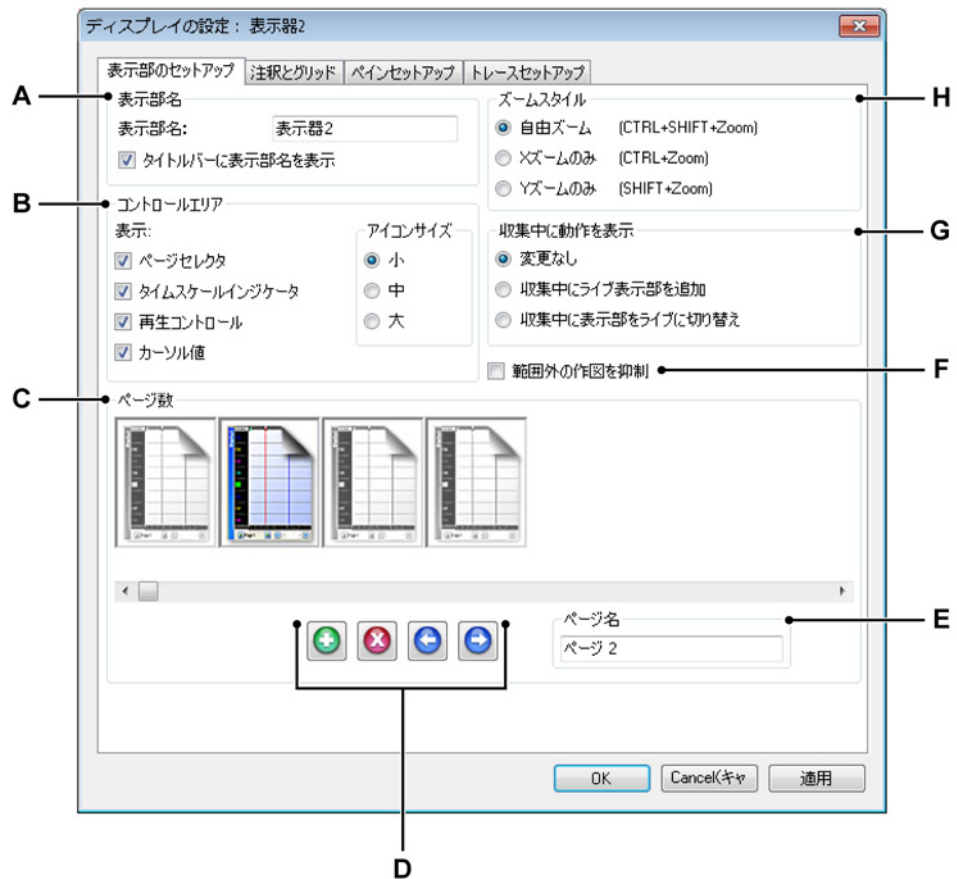 ディスプレイの設定： 表示器2
表示部のセットアップ 注釈とグリッド ペインセットアップ トレースセットアップ
A
表示部名
表示部名: 表示器2
タイトルバーに表示部名を表示
H
ズームスタイル
自由ズーム (CTRL+SHIFT+Zoom)
Xズームのみ (CTRL+Zoom)
Yズームのみ (SHIFT+Zoom)
B
コントロールエリア
表示:
ページセレクタ
タイムスケールインジケータ
再生コントロール
カーソル値
アイコンサイズ
小
中
大
G
収集中に動作を表示
変更なし
収集中にライブ表示部を追加
収集中に表示部をライブに切り替え
範囲外の作図を抑制
F
C
ページ数
ページ名
E
ページ 2
D
OK Cancel(キャ 適用